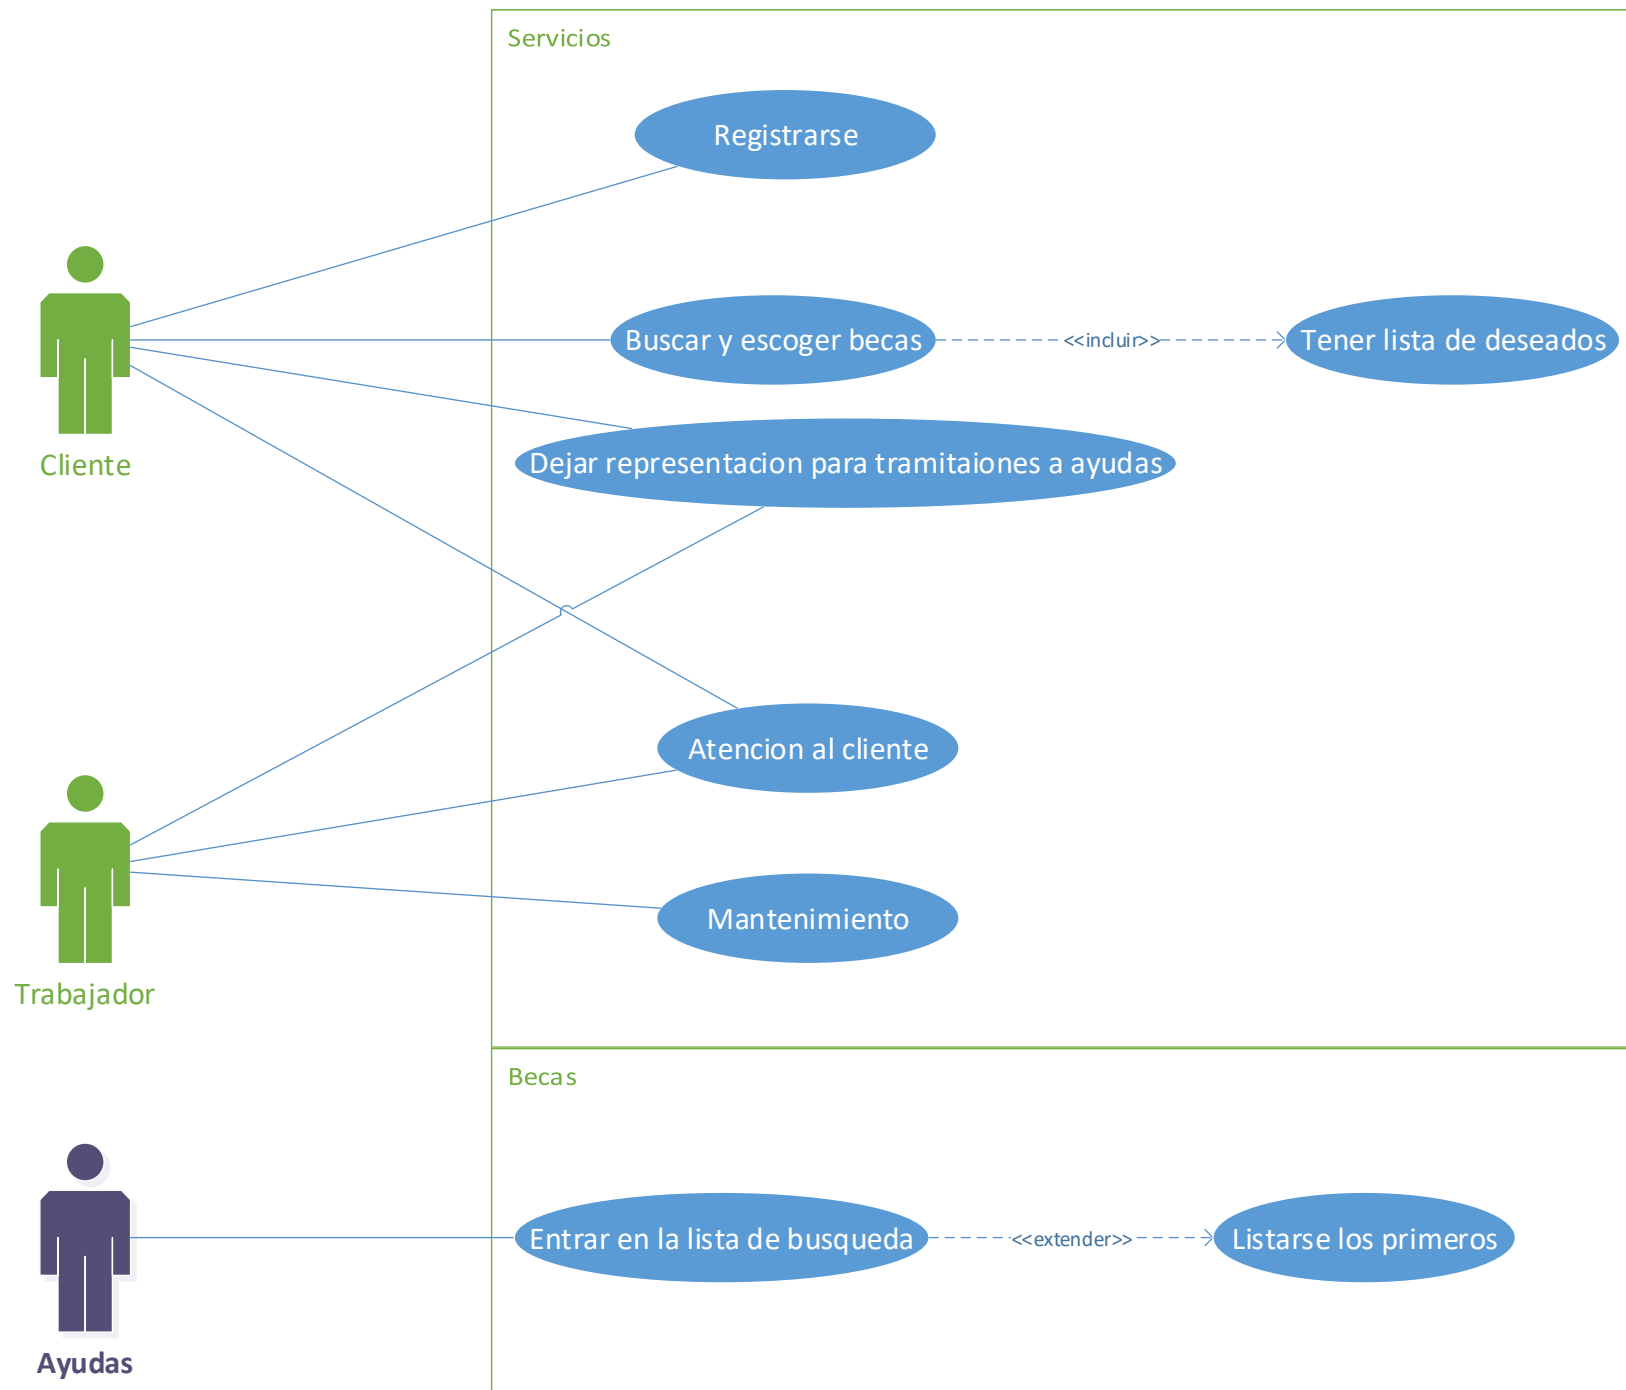 Servicios
Registrarse
Buscar y escoger becas
<<incluir>>
Tener lista de deseados
Cliente
Dejar representacion para tramitaiones a ayudas
Atencion al cliente
Mantenimiento
Trabajador
Becas
Entrar en la lista de busqueda
<<extender>>
Listarse los primeros
Ayudas